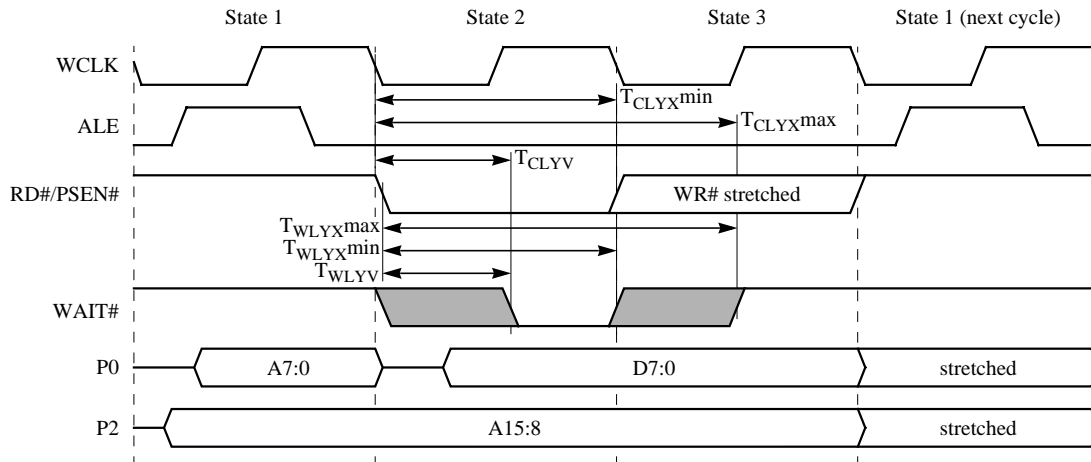 State 1 State 2 State 3 State 1 (next cycle)
WCLK
TCLYXmin
ALE
TCLYXmax
TCLYV
RD#/PSEN#
WR# stretched
TWLYXmax
TWLYXmin
TWLYV
WAIT#
P0 A7:0 D7:0 stretched
P2 A15:8 stretched